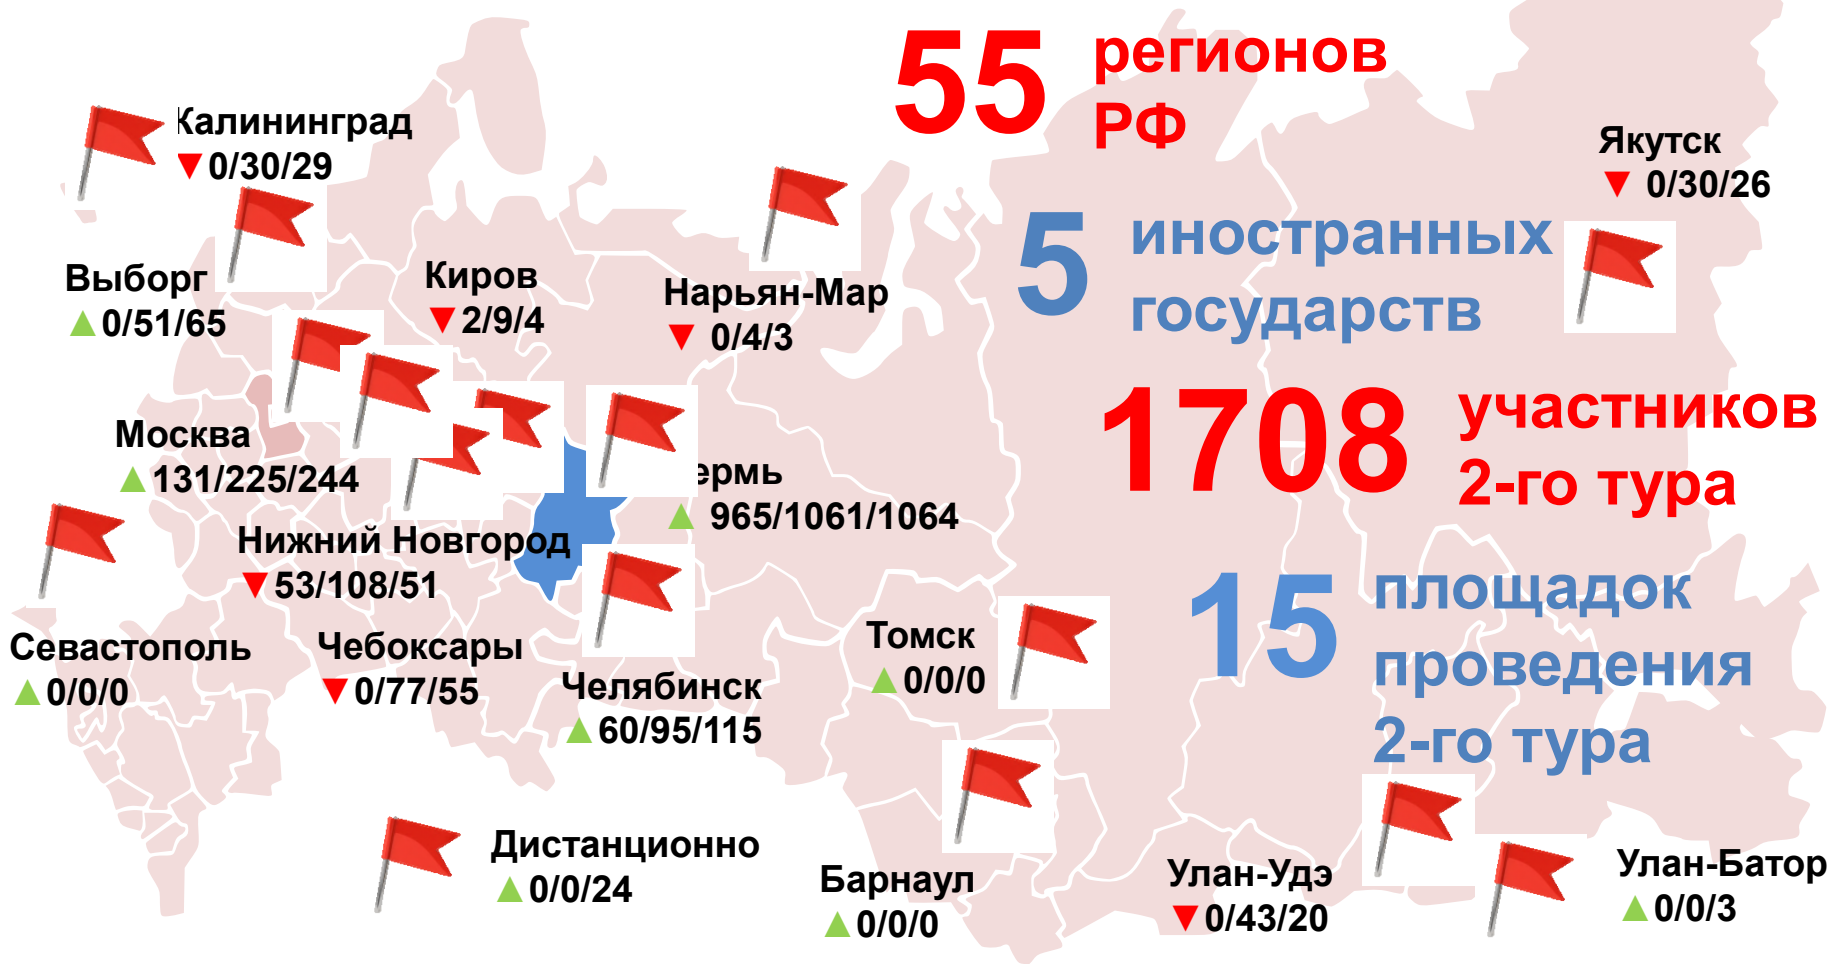 55 регионов
РФ
Калининград
▼0/30/29
Якутск
▼ 0/30/26
5 иностранных
государств
Выборг
▲0/51/65
Киров
▼2/9/4
Нарьян-Мар
▼ 0/4/3
1708 участников
2-го тура
Москва
▲131/225/244
ермь
▲ 965/1061/1064
Нижний Новгород
▼53/108/51
15 площадок
проведения
2-го тура
Севастополь
▲0/0/0
Чебоксары
▼0/77/55
Челябинск
▲60/95/115
Томск
▲0/0/0
Дистанционно
▲0/0/24
Барнаул
▲0/0/0
Улан-Удэ
▼0/43/20
Улан-Батор
▲0/0/3